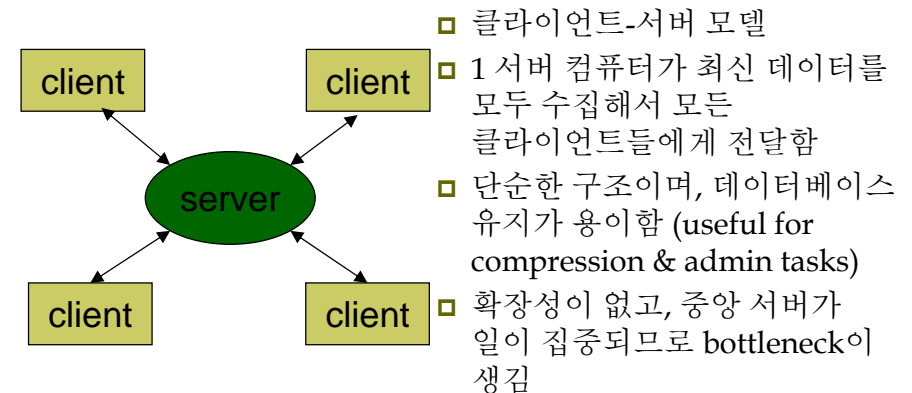 client
client
server
client
client
클라이언트-서버 모델
1 서버 컴퓨터가 최신 데이터를
모두 수집해서 모든
클라이언트들에게 전달함
단순한 구조이며, 데이터베이스
유지가 용이함 (useful for
compression & admin tasks)
확장성이 없고, 중앙 서버가
일이 집중되므로 bottleneck이
생김